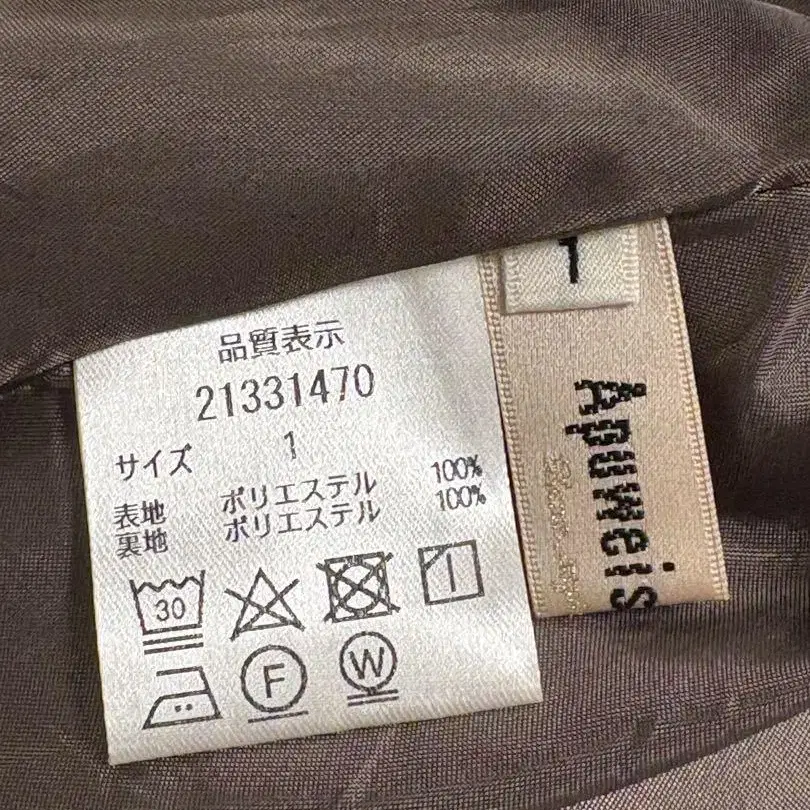 品質表示
21331470
サイズ 1
表地 ポリエステル 100%
裏地 ポリエステル 100%
30
F
W
1
Apuweis